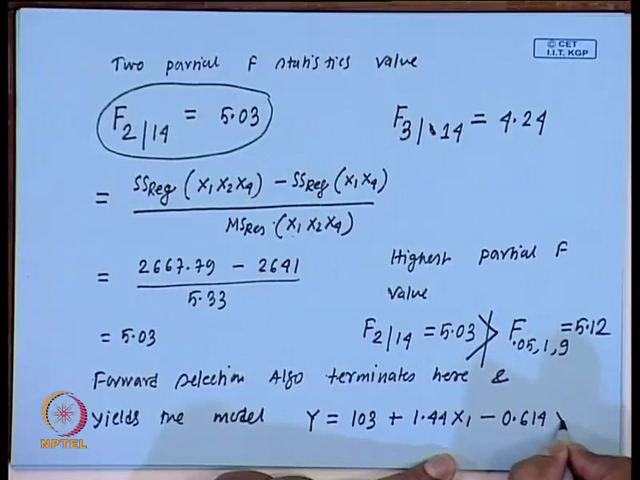 Two partial F statistics value
© CET
I.I.T. KGP
F2|14 = 5.03
F3|14 = 4.24
= SSReg (X1 X2 X4) - SSReg (X1 X4)
MSRes (X1 X2 X4)
= 2667.79 - 2641
5.33
= 5.03
Highest partial F
value
F2|14 = 5.03 ≯ F.05,1,9 = 5.12
Forward selection Algo terminates here &
yields the model Y = 103 + 1.44 X1 - 0.614
NPTEL